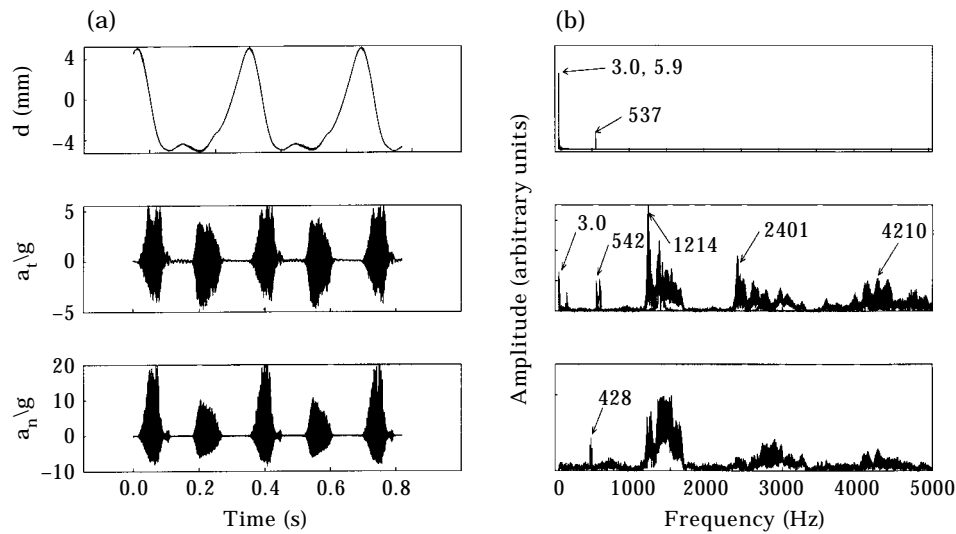 (a)
d (mm)
4
0
−4
a_t\g
5
0
−5
a_n\g
20
10
0
−10
0.0 0.2 0.4 0.6 0.8
Time (s)
(b)
Amplitude (arbitrary units)
3.0, 5.9
537
3.0
542
1214
2401
4210
428
0 1000 2000 3000 4000 5000
Frequency (Hz)